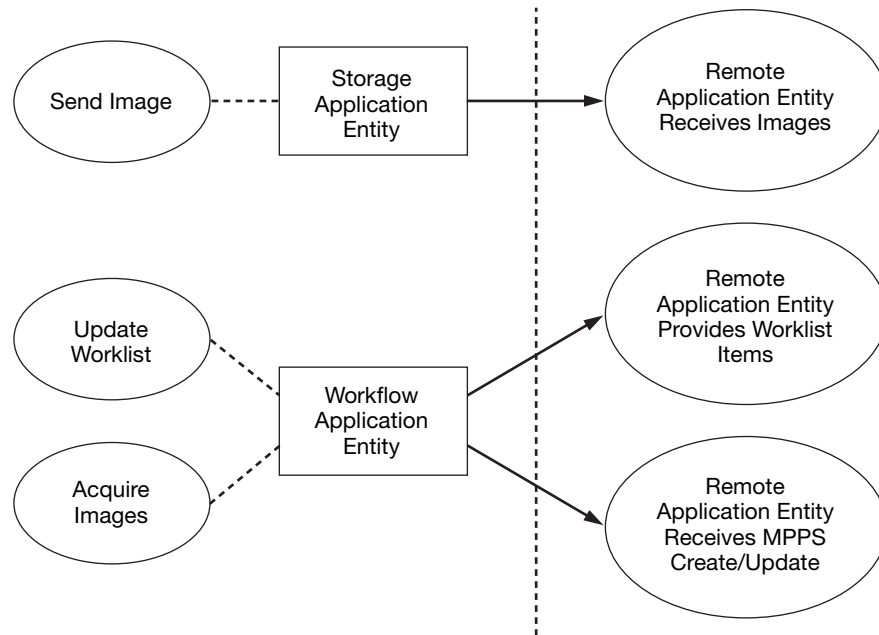 Send Image
Storage
Application
Entity
Remote
Application Entity
Receives Images
Update
Worklist
Acquire
Images
Workflow
Application
Entity
Remote
Application Entity
Provides Worklist
Items
Remote
Application Entity
Receives MPPS
Create/Update